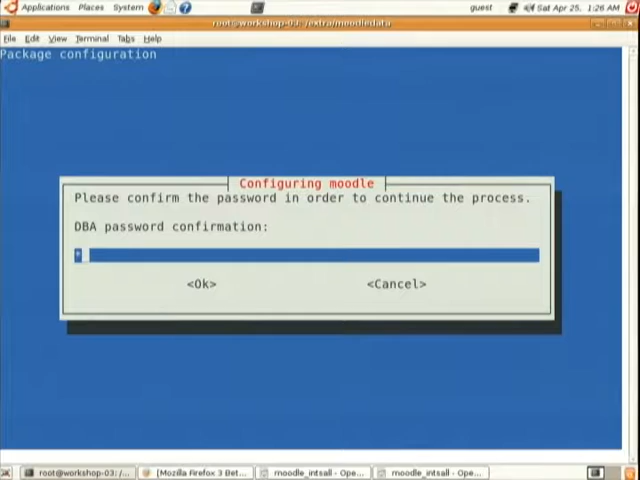 Applications Places System guest Sat Apr 25, 1:26 AM
root@workshop-03: /extra/moodledata
File Edit View Terminal Tabs Help
Package configuration
Configuring moodle
Please confirm the password in order to continue the process.
DBA password confirmation:
*
<Ok> <Cancel>
root@workshop-03: /... [Mozilla Firefox 3 Bet... moodle_intsall - Ope... moodle_intsall - Ope...